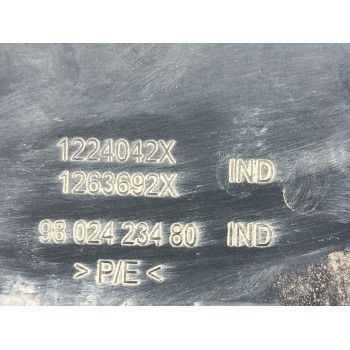 1224042X
1263692X IND
98 024 234 80 IND
> P/E <